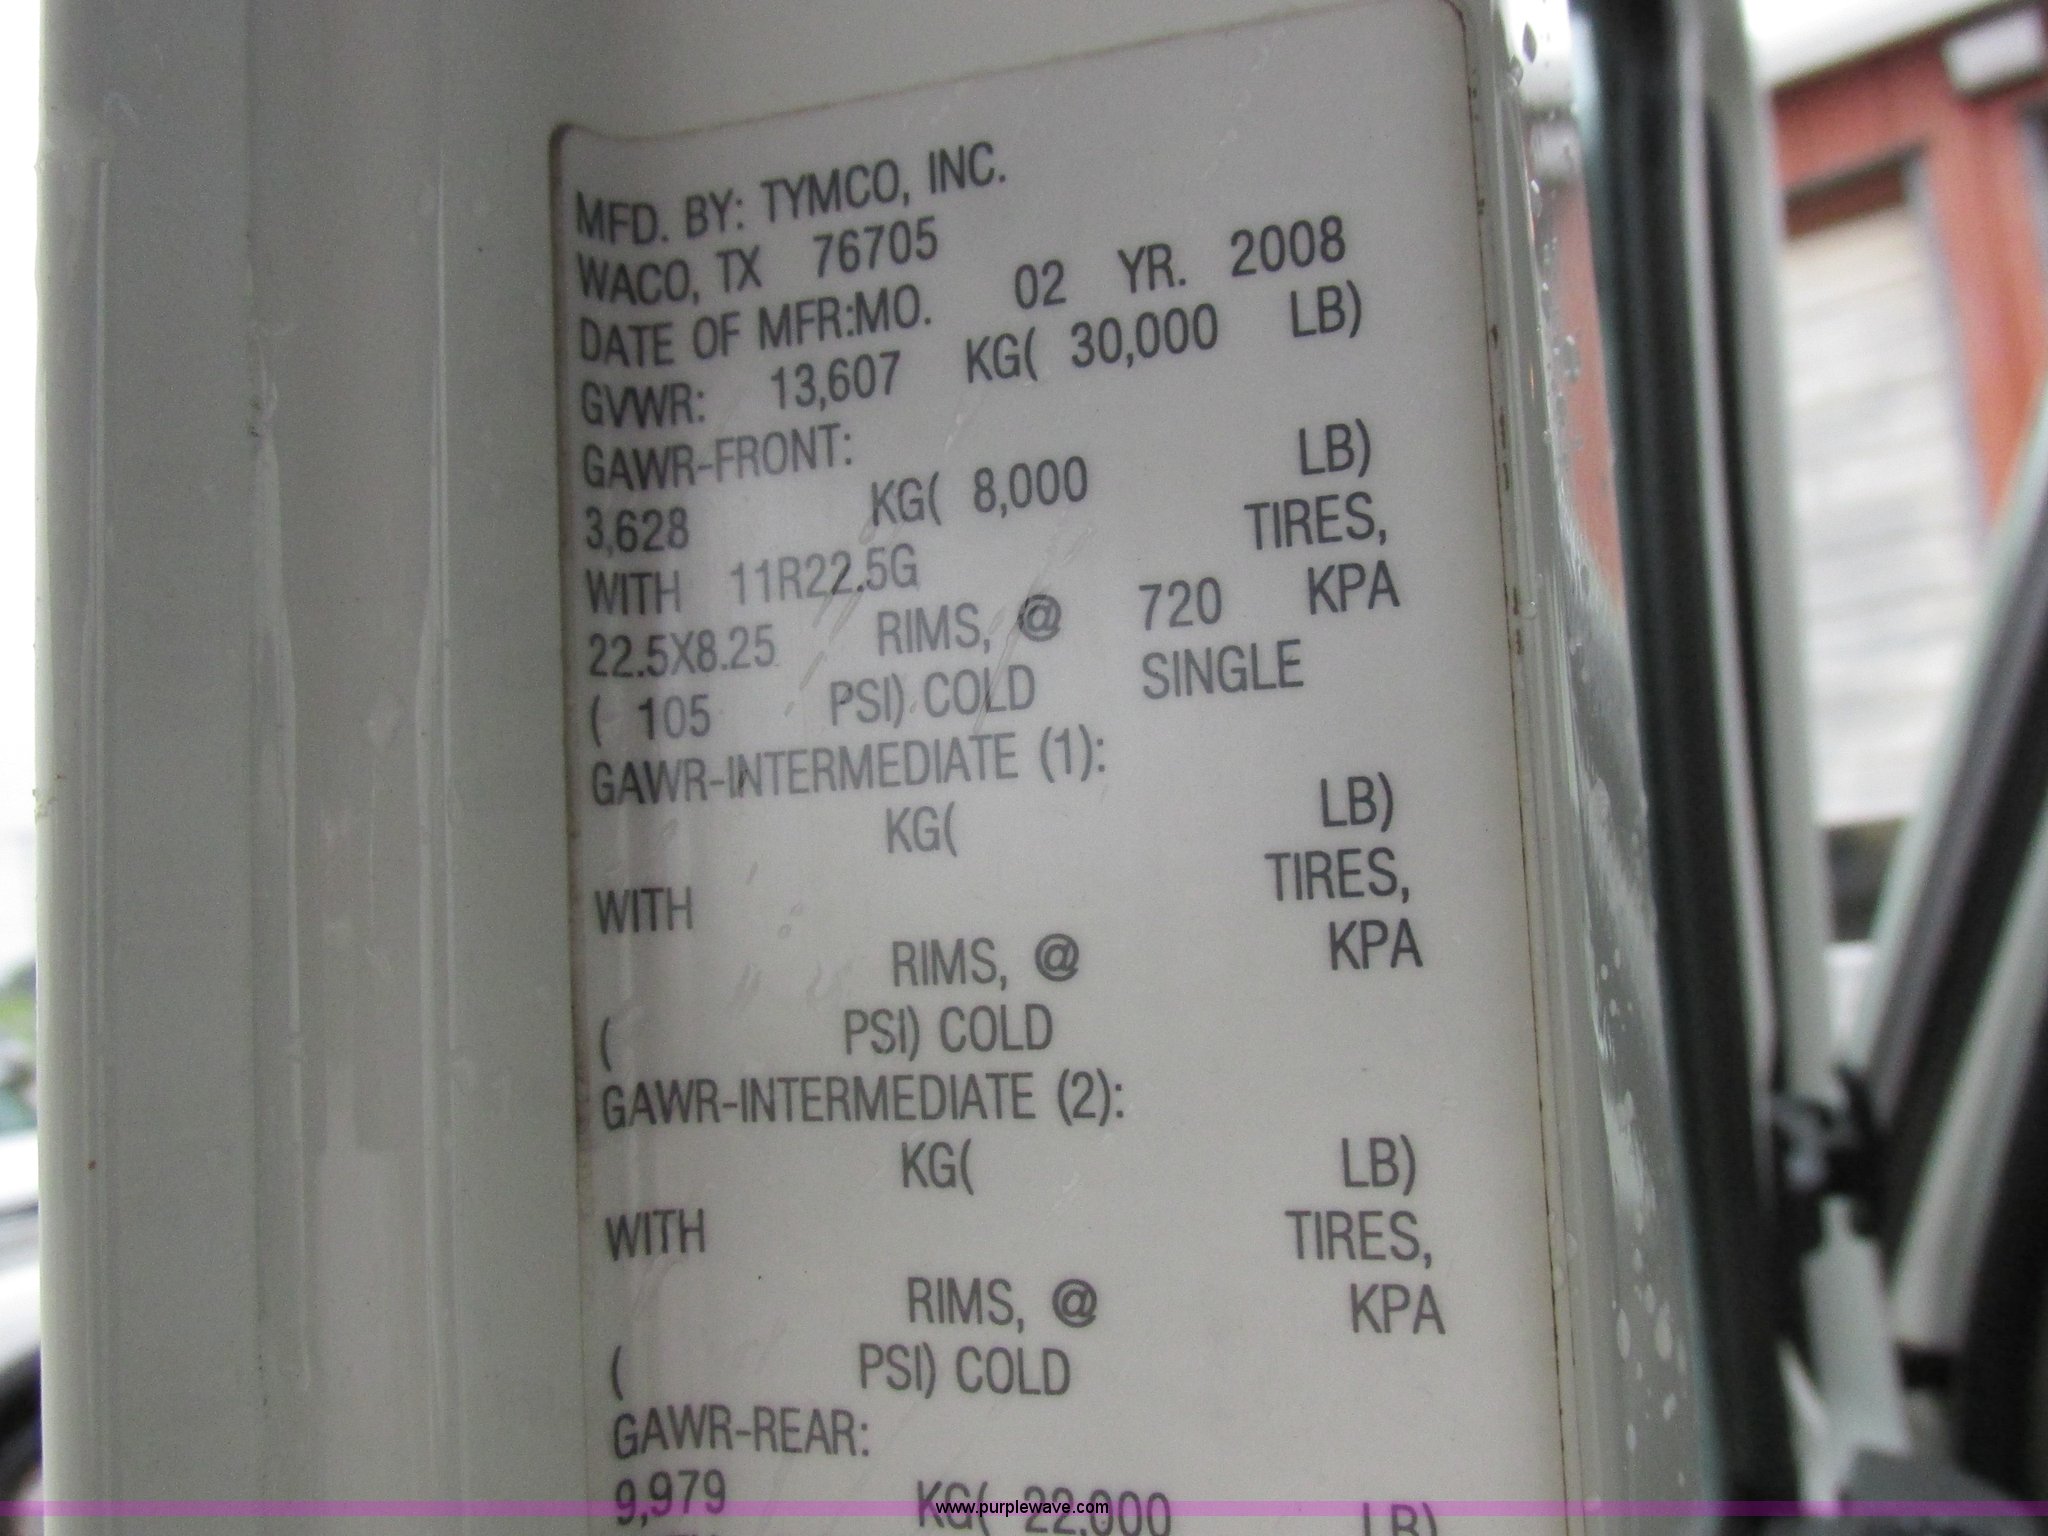 MFD. BY: TYMCO, INC.
WACO, TX 76705
DATE OF MFR:MO. 02 YR. 2008
GVWR: 13,607 KG( 30,000 LB)
GAWR-FRONT:
3,628 KG( 8,000 LB)
WITH 11R22.5G TIRES,
22.5X8.25 RIMS, @ 720 KPA
( 105 PSI) COLD SINGLE
GAWR-INTERMEDIATE (1):
KG( LB)
WITH TIRES,
RIMS, @ KPA
( PSI) COLD
GAWR-INTERMEDIATE (2):
KG( LB)
WITH TIRES,
RIMS, @ KPA
( PSI) COLD
GAWR-REAR:
9,979 KG( 22,000 LB)
www.purplewave.com